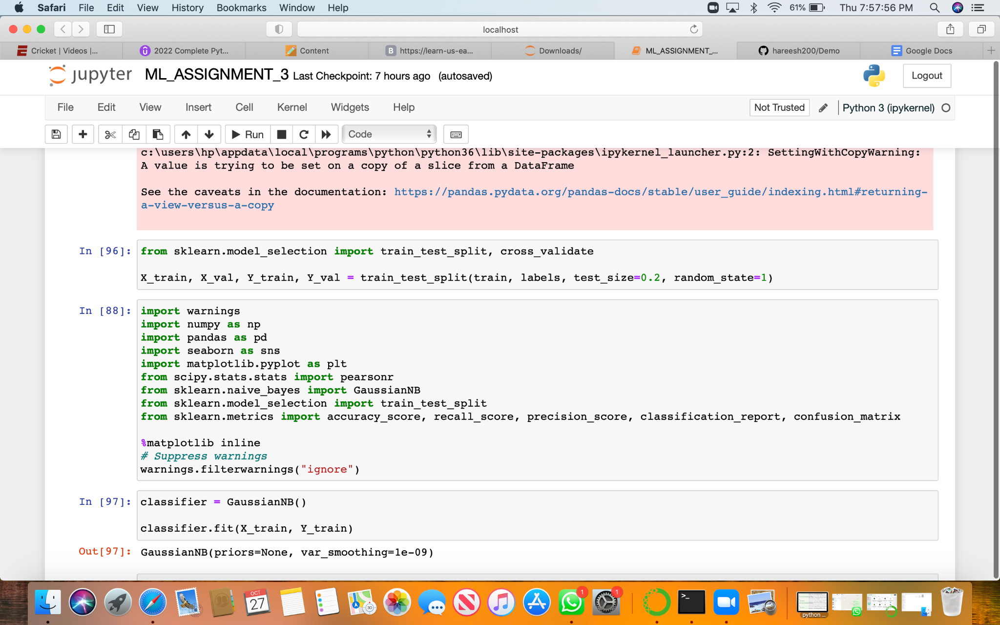 Safari File Edit View History Bookmarks Window Help 61% Thu 7:57:56 PM
localhost
Cricket | Videos |... 2022 Complete Pyt... Content https://learn-us-ea... Downloads/ ML_ASSIGNMENT_... hareesh200/Demo Google Docs
jupyter ML_ASSIGNMENT_3 Last Checkpoint: 7 hours ago (autosaved) Logout
File Edit View Insert Cell Kernel Widgets Help Not Trusted Python 3 (ipykernel)
Run Code
c:\users\hp\appdata\local\programs\python\python36\lib\site-packages\ipykernel_launcher.py:2: SettingWithCopyWarning:
A value is trying to be set on a copy of a slice from a DataFrame
See the caveats in the documentation: https://pandas.pydata.org/pandas-docs/stable/user_guide/indexing.html#returning-
a-view-versus-a-copy
In [96]: from sklearn.model_selection import train_test_split, cross_validate
X_train, X_val, Y_train, Y_val = train_test_split(train, labels, test_size=0.2, random_state=1)
In [88]: import warnings
import numpy as np
import pandas as pd
import seaborn as sns
import matplotlib.pyplot as plt
from scipy.stats.stats import pearsonr
from sklearn.naive_bayes import GaussianNB
from sklearn.model_selection import train_test_split
from sklearn.metrics import accuracy_score, recall_score, precision_score, classification_report, confusion_matrix
%matplotlib inline
# Suppress warnings
warnings.filterwarnings("ignore")
In [97]: classifier = GaussianNB()
classifier.fit(X_train, Y_train)
Out[97]: GaussianNB(priors=None, var_smoothing=1e-09)
OCT
27
3D
1
1
>_
python ...